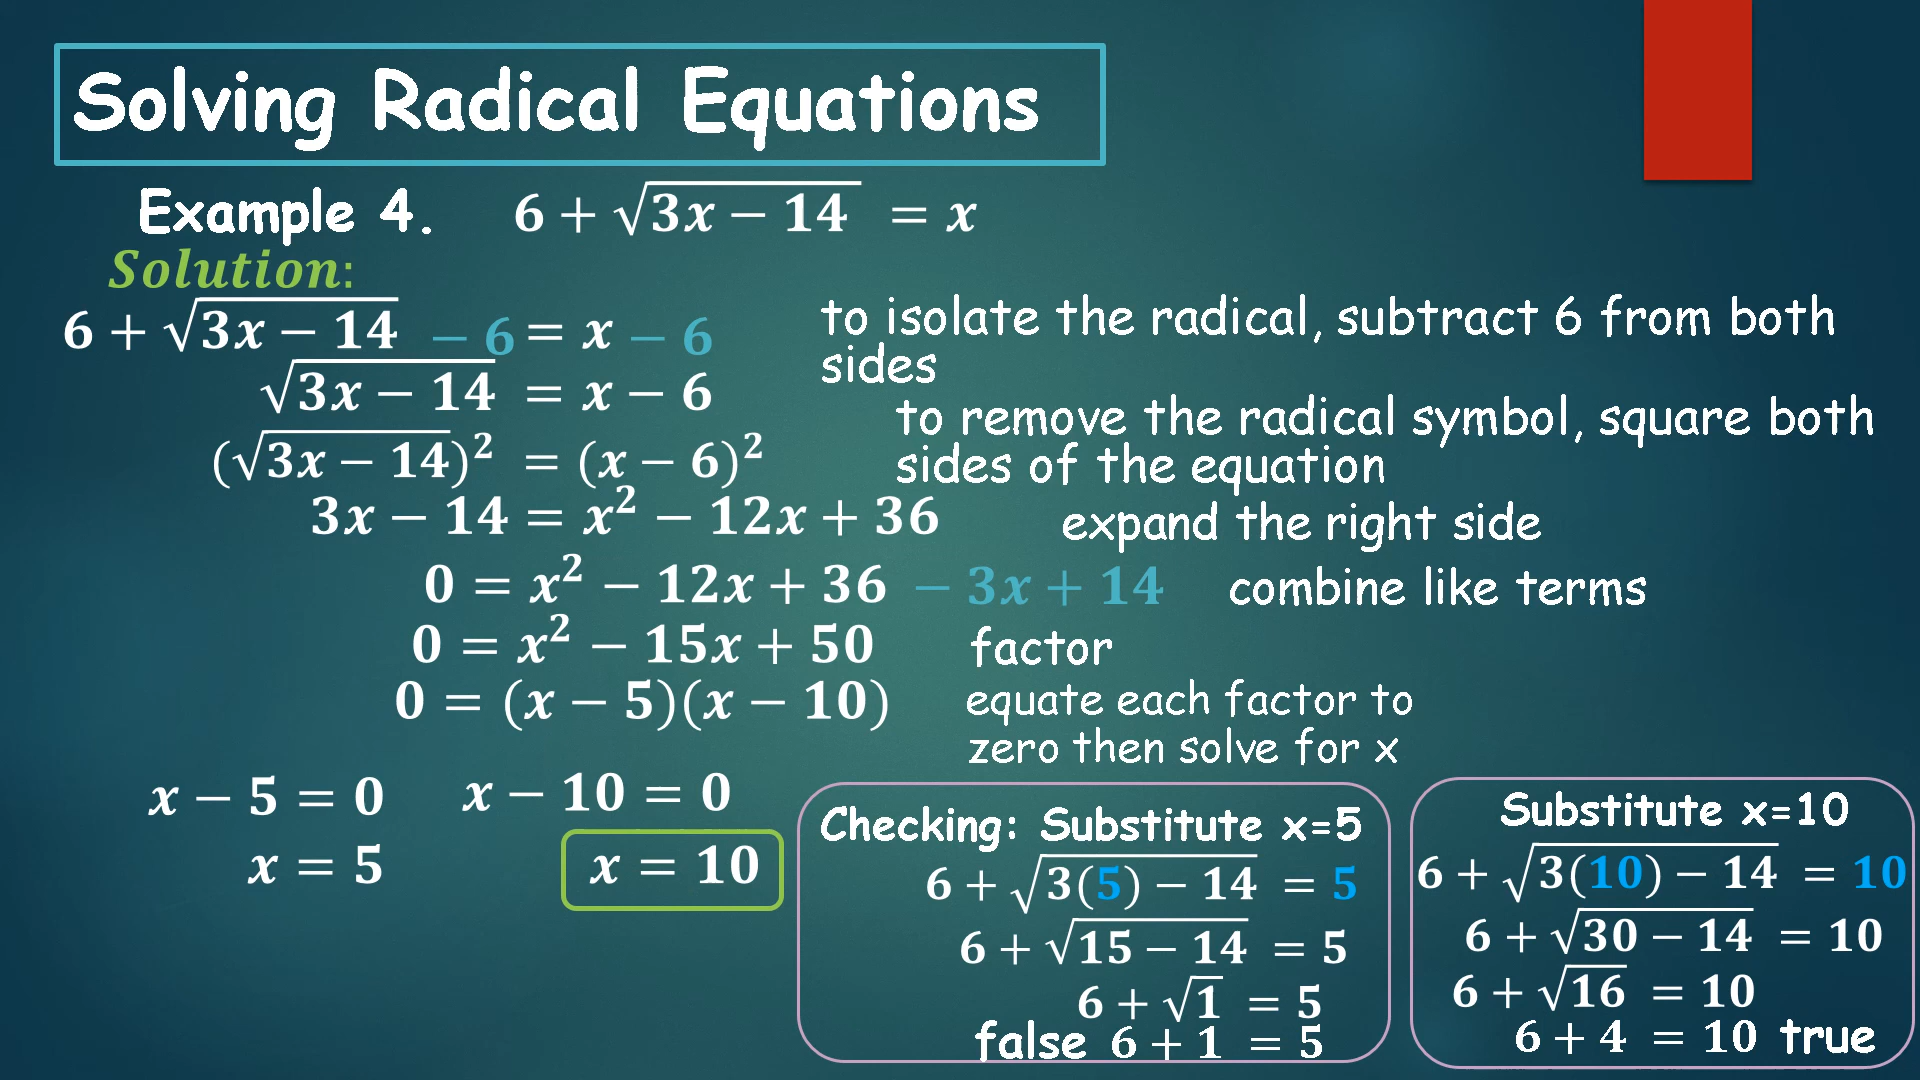 Solving Radical Equations
Example 4. 6 + √(3x − 14) = x
Solution:
6 + √(3x − 14) − 6 = x − 6
to isolate the radical, subtract 6 from both
sides
√(3x − 14) = x − 6
(√(3x − 14))² = (x − 6)²
to remove the radical symbol, square both
sides of the equation
3x − 14 = x² − 12x + 36 expand the right side
0 = x² − 12x + 36 − 3x + 14 combine like terms
0 = x² − 15x + 50 factor
0 = (x − 5)(x − 10)
equate each factor to
zero then solve for x
x − 5 = 0 x − 10 = 0
x = 5 x = 10
Checking: Substitute x=5
6 + √(3(5) − 14) = 5
6 + √(15 − 14) = 5
6 + √1 = 5
false 6 + 1 = 5
Substitute x=10
6 + √(3(10) − 14) = 10
6 + √(30 − 14) = 10
6 + √16 = 10
6 + 4 = 10 true